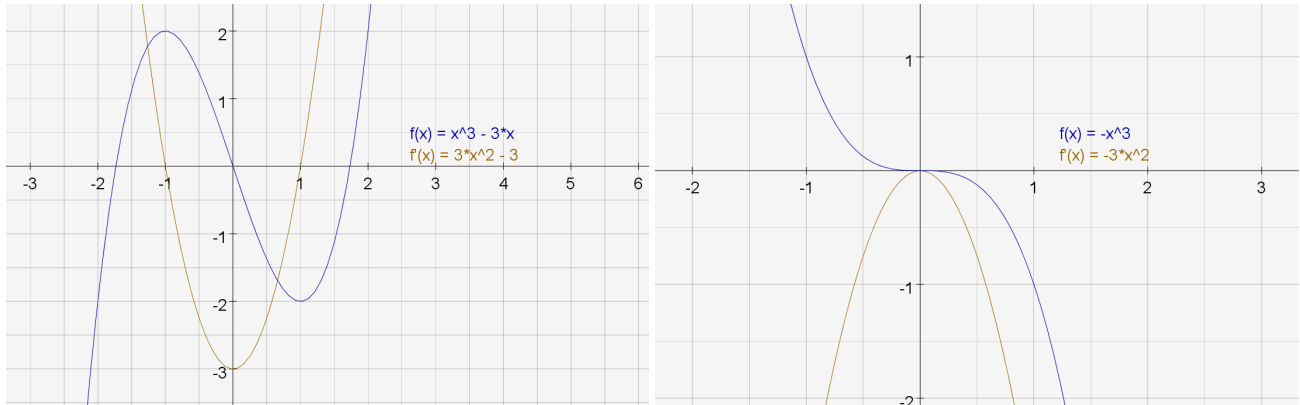 2
1
f(x) = x^3 - 3*x
f'(x) = 3*x^2 - 3
-3 -2 -1 1 2 3 4 5 6
-1
-2
-3
1
f(x) = -x^3
f'(x) = -3*x^2
-2 -1 1 2 3
-1
-2